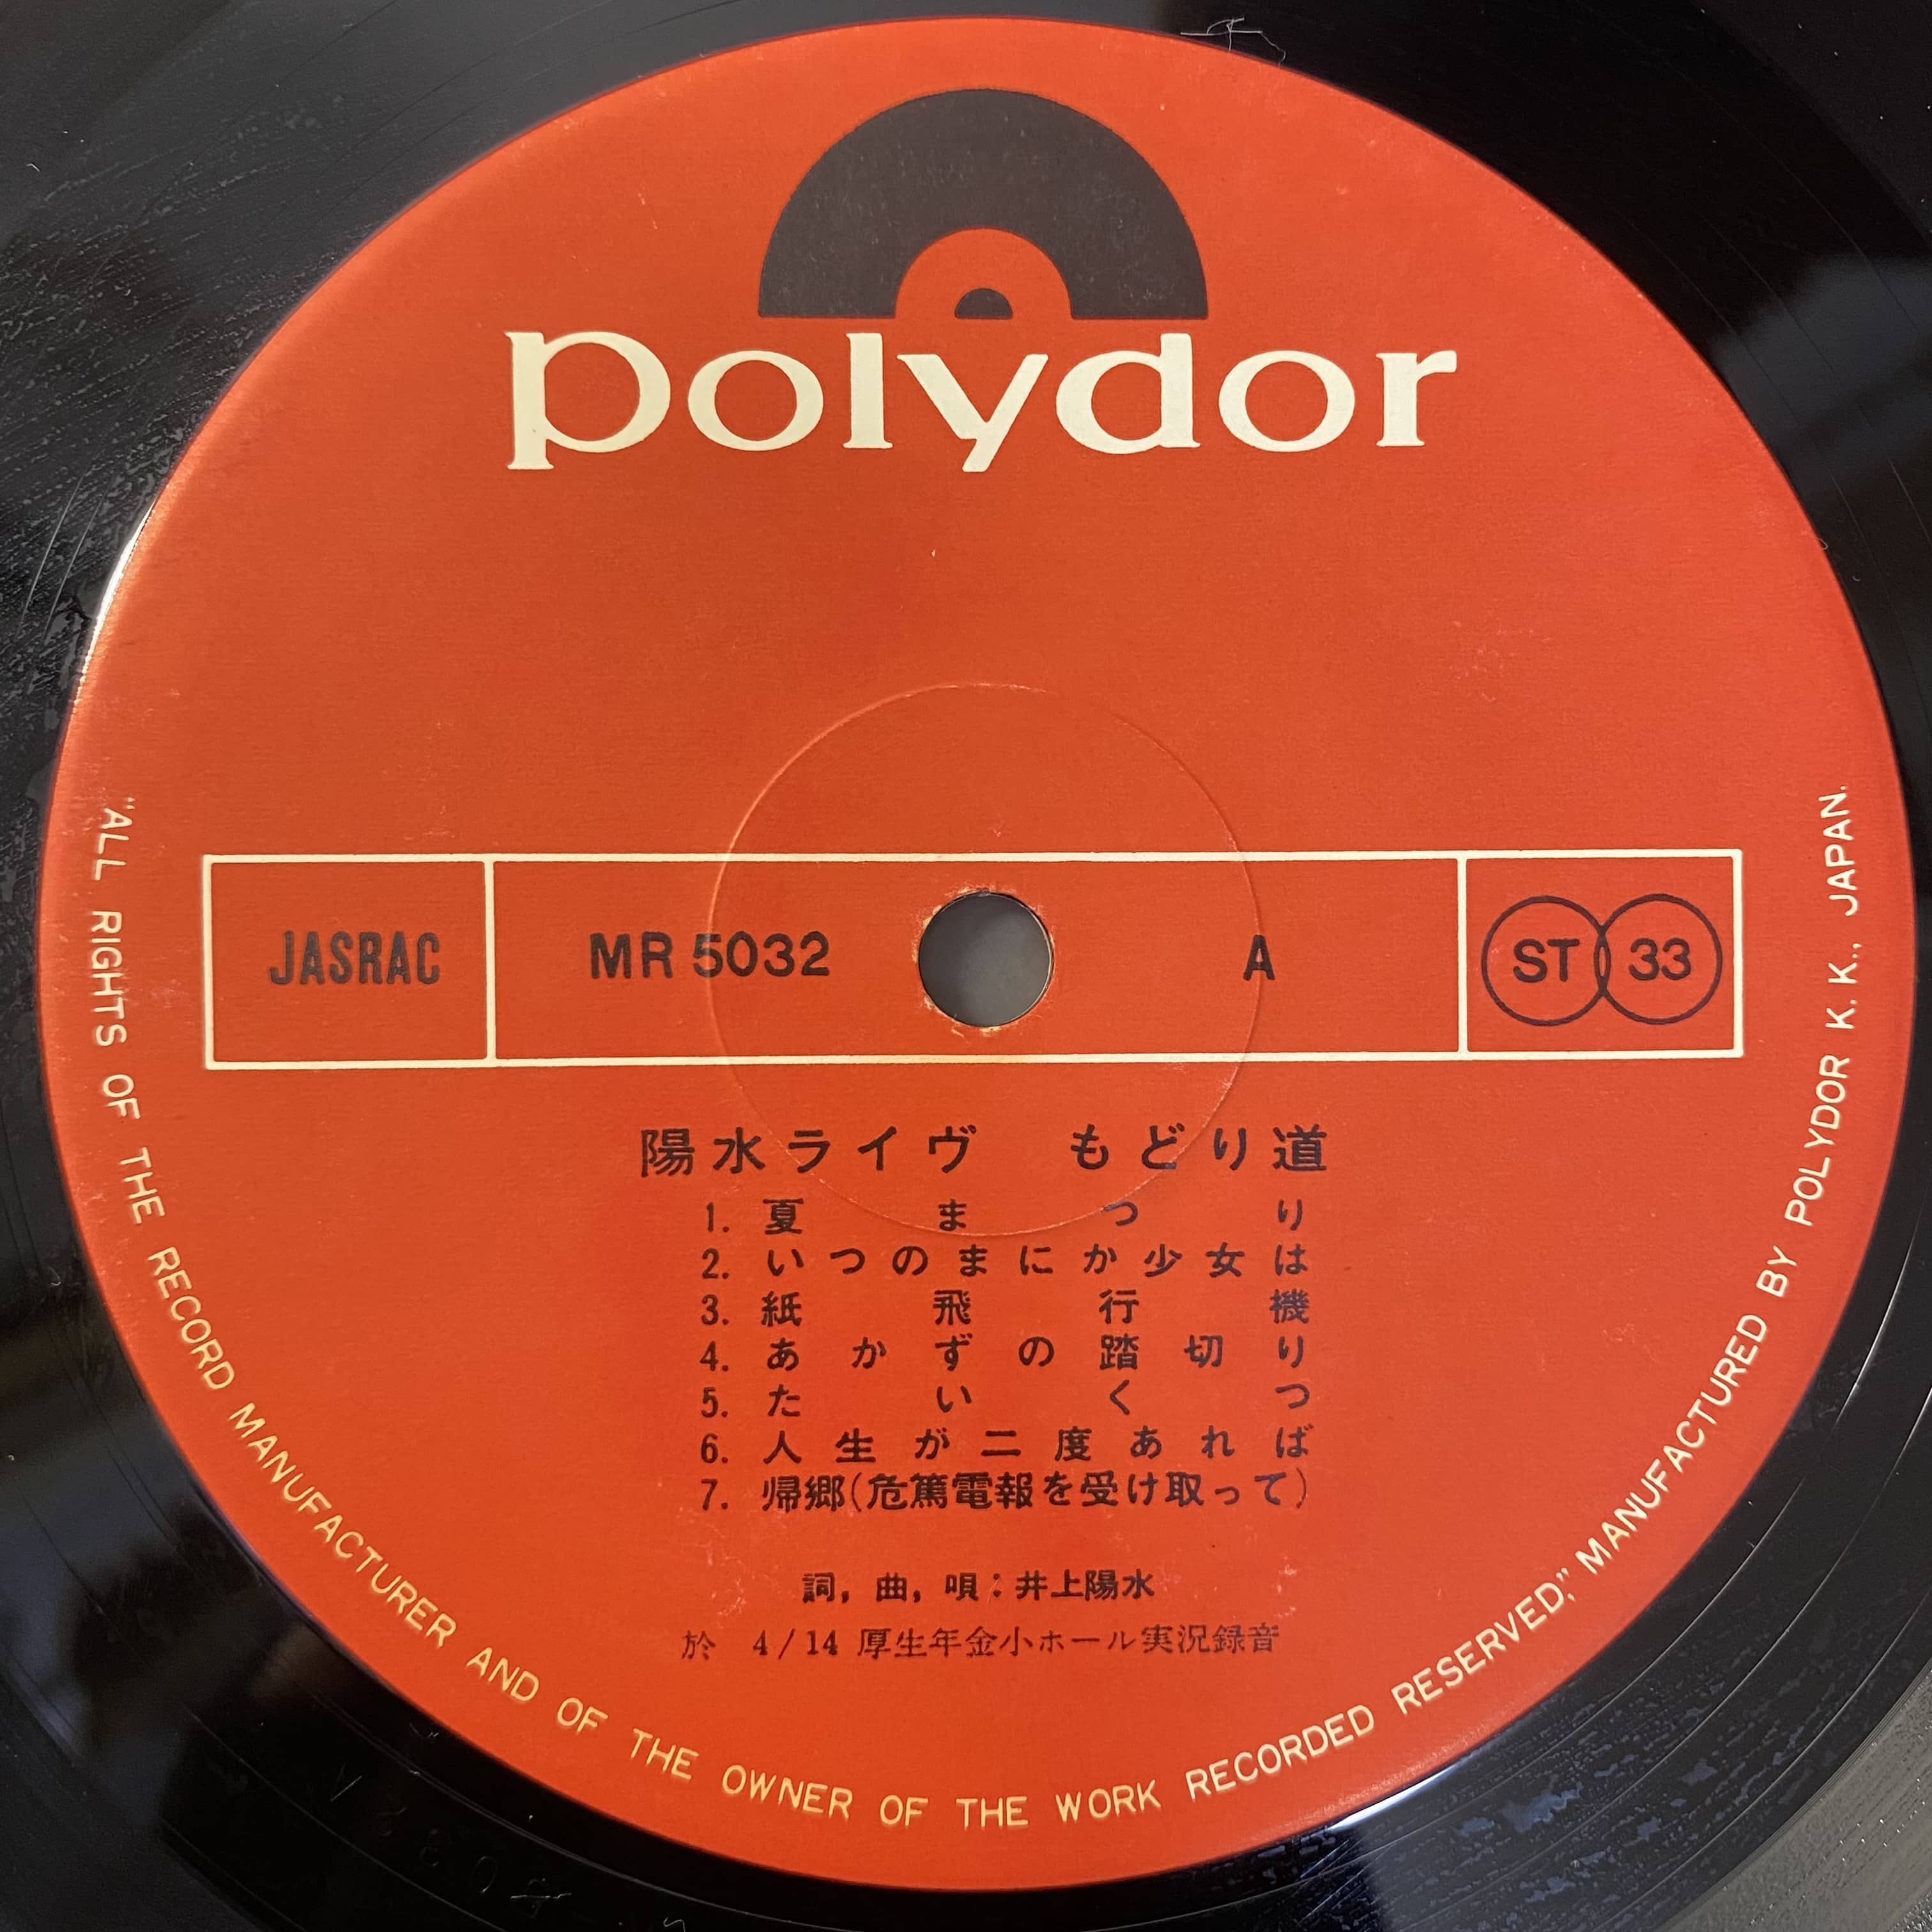 polydor
JASRAC
MR 5032
A
ST 33
陽水ライヴ　もどり道
1. 夏まつり
2. いつのまにか少女は
3. 紙飛行機
4. あかずの踏切り
5. たいくつ
6. 人生が二度あれば
7. 帰郷(危篤電報を受け取って)
詞, 曲, 唄：井上陽水
於　4/14 厚生年金小ホール実況録音
"ALL RIGHTS OF THE RECORD MANUFACTURER AND OF THE OWNER OF THE WORK RECORDED RESERVED;" MANUFACTURED BY POLYDOR K.K., JAPAN.